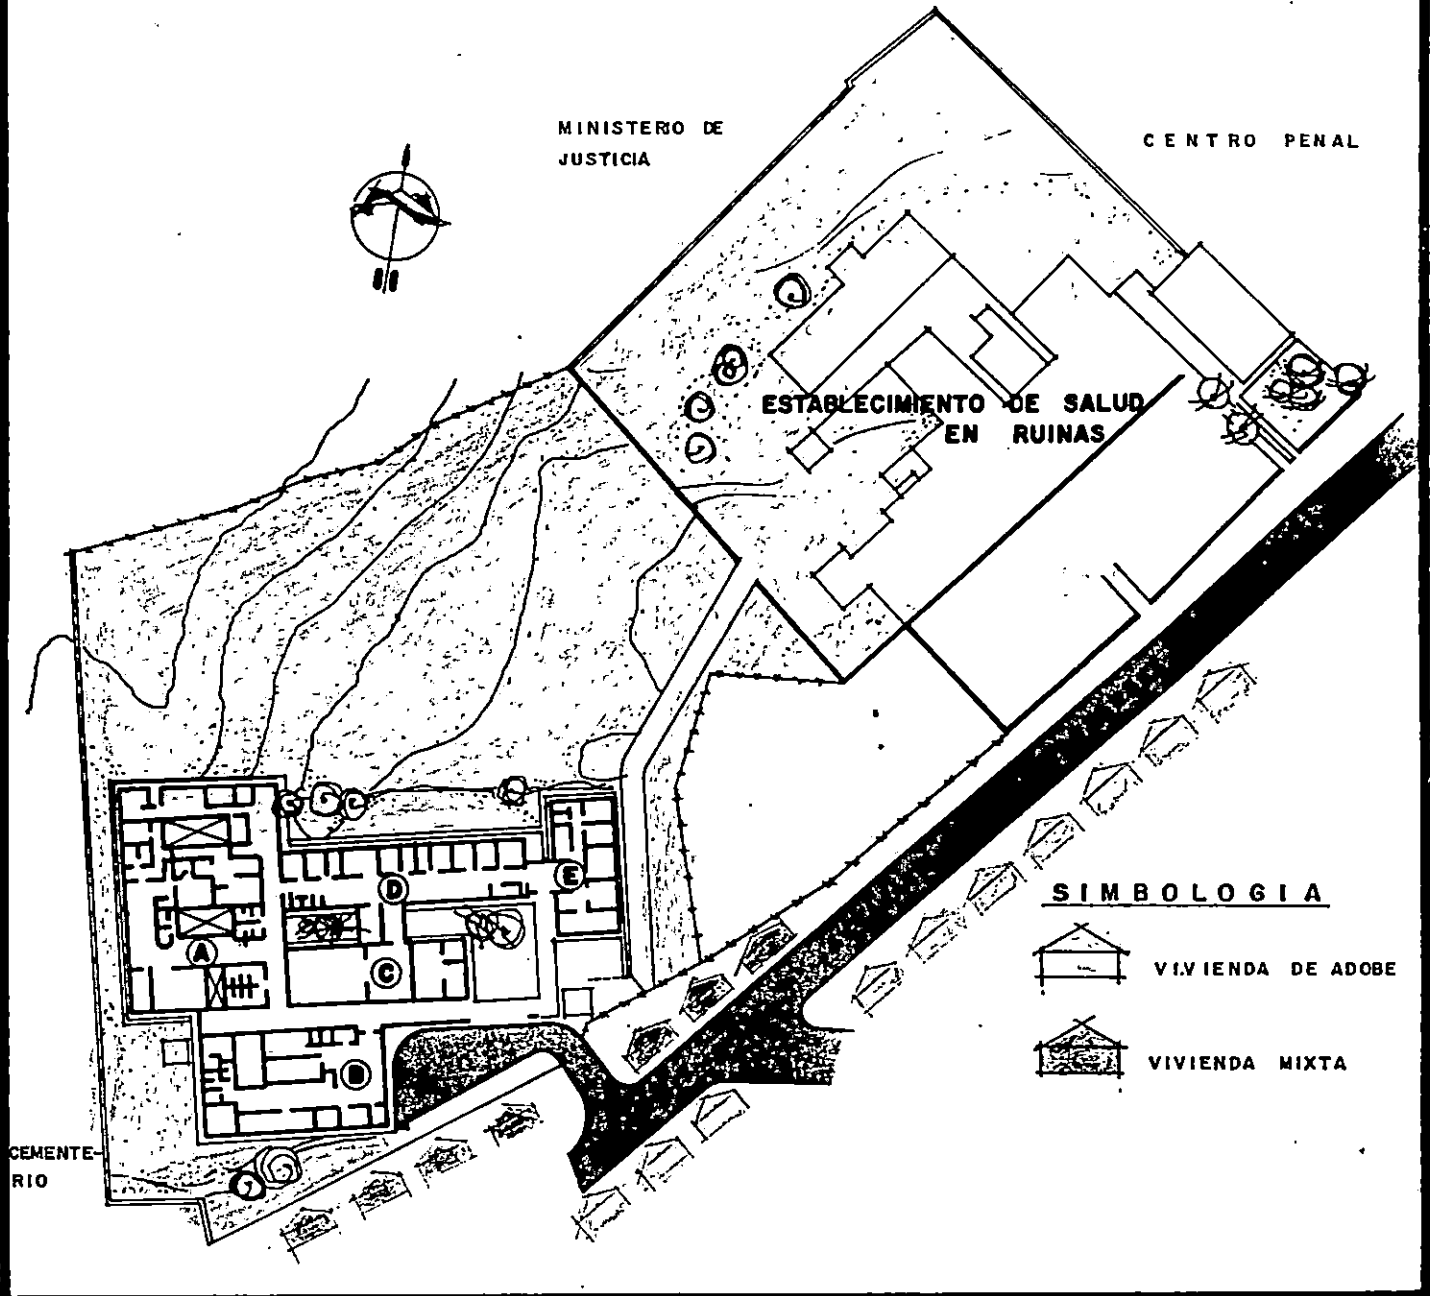 MINISTERIO DE
JUSTICIA
CENTRO PENAL
ESTABLECIMIENTO DE SALUD
EN RUINAS
D
E
A
C
B
SIMBOLOGIA
VIVIENDA DE ADOBE
VIVIENDA MIXTA
CEMENTE-
RIO